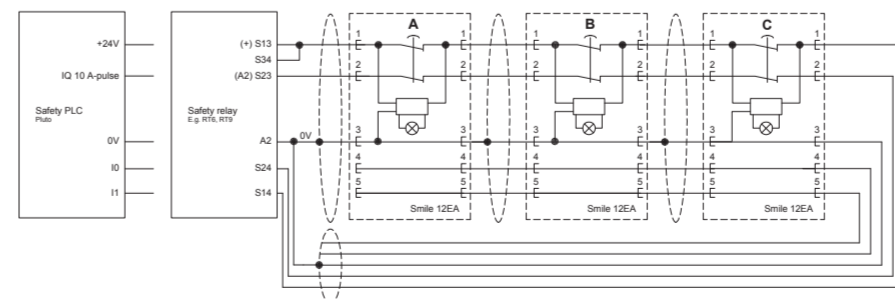 A
B
C
+24V
IQ 10 A-pulse
Safety PLC
Pluto
0V
I0
I1
(+) S13
S34
(A2) S23
Safety relay
E.g. RT6, RT9
A2
0V
S24
S14
1
2
3
4
5
1
2
3
4
5
Smile 12EA
1
2
3
4
5
1
2
3
4
5
Smile 12EA
1
2
3
4
5
1
2
3
4
5
Smile 12EA